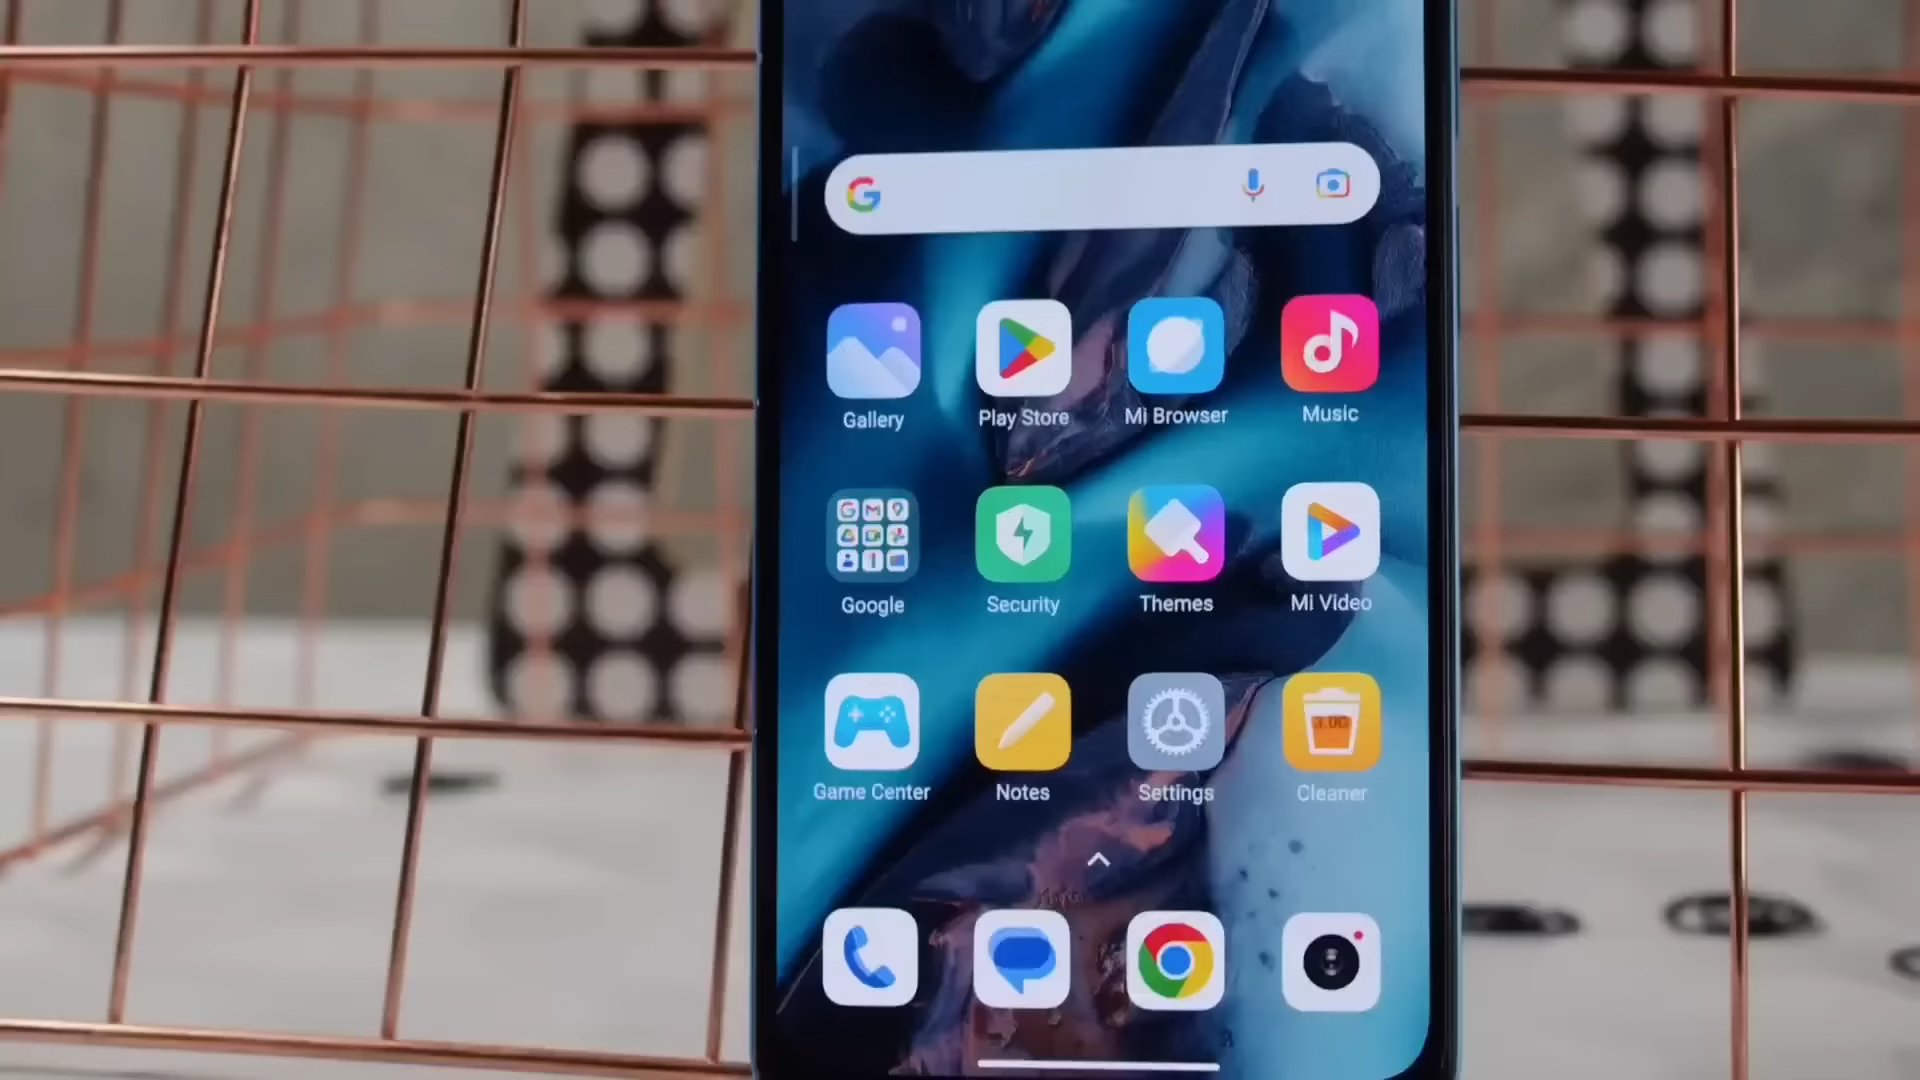 Gallery Play Store Mi Browser Music
Google Security Themes Mi Video
Game Center Notes Settings Cleaner